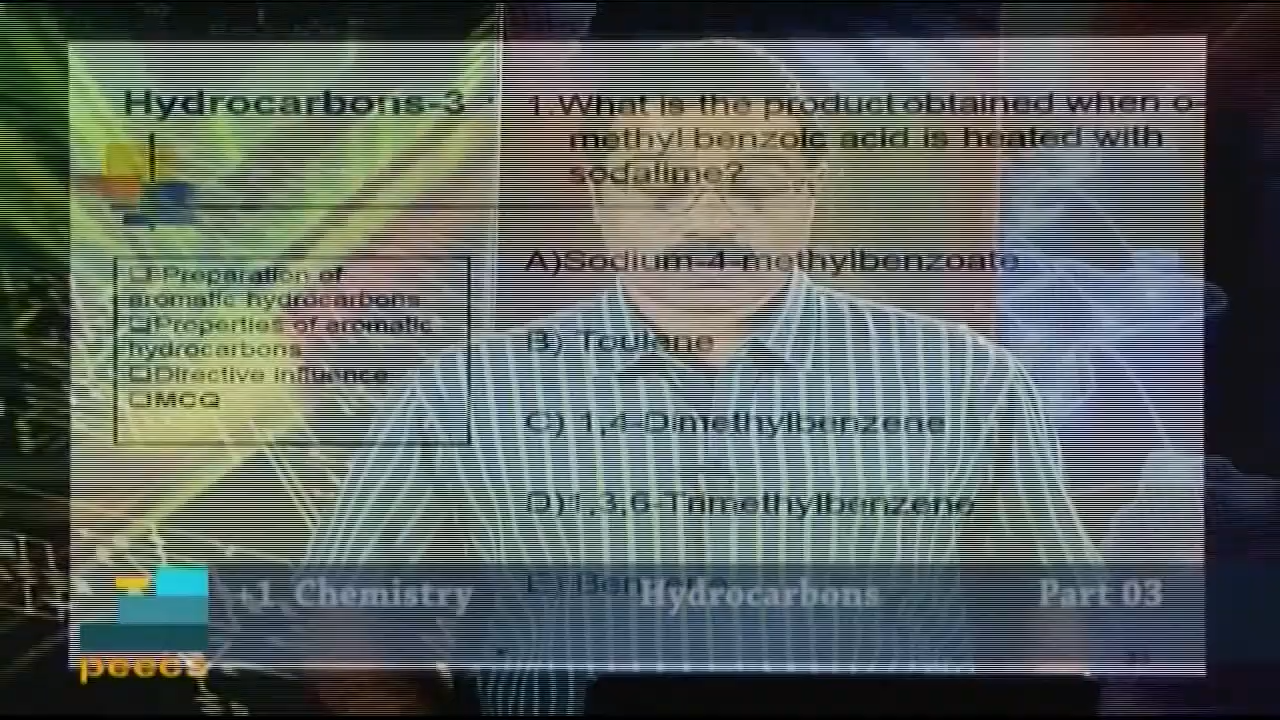 Hydrocarbons-3
❑ Preparation of
aromatic hydrocarbons
❑Properties of aromatic
hydrocarbons
❑Directive influence
❑MCQ
1.What is the product obtained when o-
methyl benzoic acid is heated with
sodalime?
A)Sodium-4-methylbenzoate
B) Toulene
C) 1,4-Dimethylbenzene
D)1,3,6-Trimethylbenzene
E) Benzene
+1 Chemistry
Hydrocarbons
Part 03
peecs